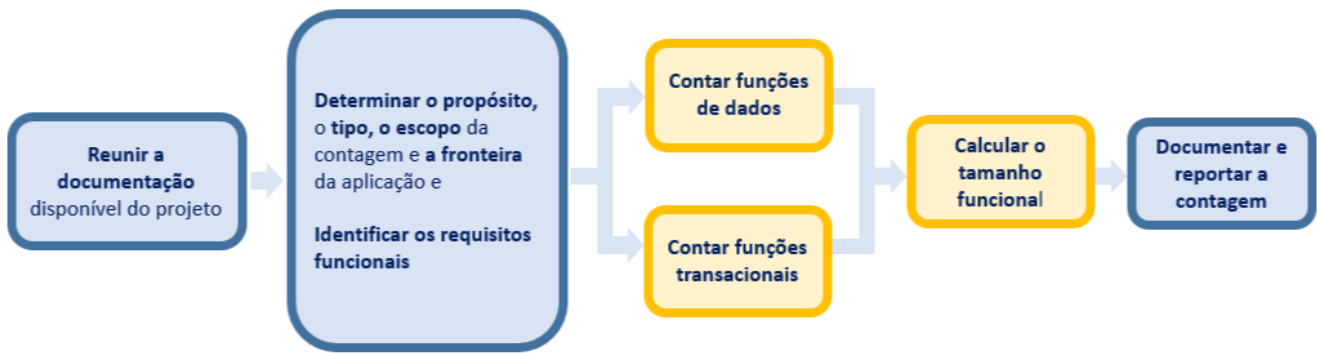 Reunir a
documentação
disponível do projeto
Determinar o propósito,
o tipo, o escopo da
contagem e a fronteira
da aplicação e
Identificar os requisitos
funcionais
Contar funções
de dados
Contar funções
transacionais
Calcular o
tamanho
funcional
Documentar e
reportar a
contagem